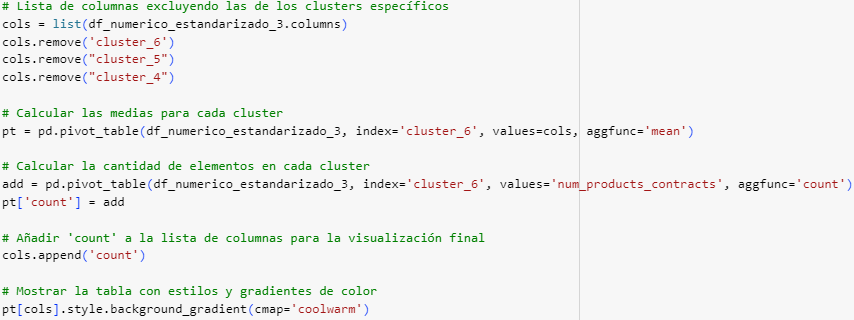 # Lista de columnas excluyendo las de los clusters específicos
cols = list(df_numerico_estandarizado_3.columns)
cols.remove('cluster_6')
cols.remove("cluster_5")
cols.remove("cluster_4")
# Calcular las medias para cada cluster
pt = pd.pivot_table(df_numerico_estandarizado_3, index='cluster_6', values=cols, aggfunc='mean')
# Calcular la cantidad de elementos en cada cluster
add = pd.pivot_table(df_numerico_estandarizado_3, index='cluster_6', values='num_products_contracts', aggfunc='count')
pt['count'] = add
# Añadir 'count' a la lista de columnas para la visualización final
cols.append('count')
# Mostrar la tabla con estilos y gradientes de color
pt[cols].style.background_gradient(cmap='coolwarm')